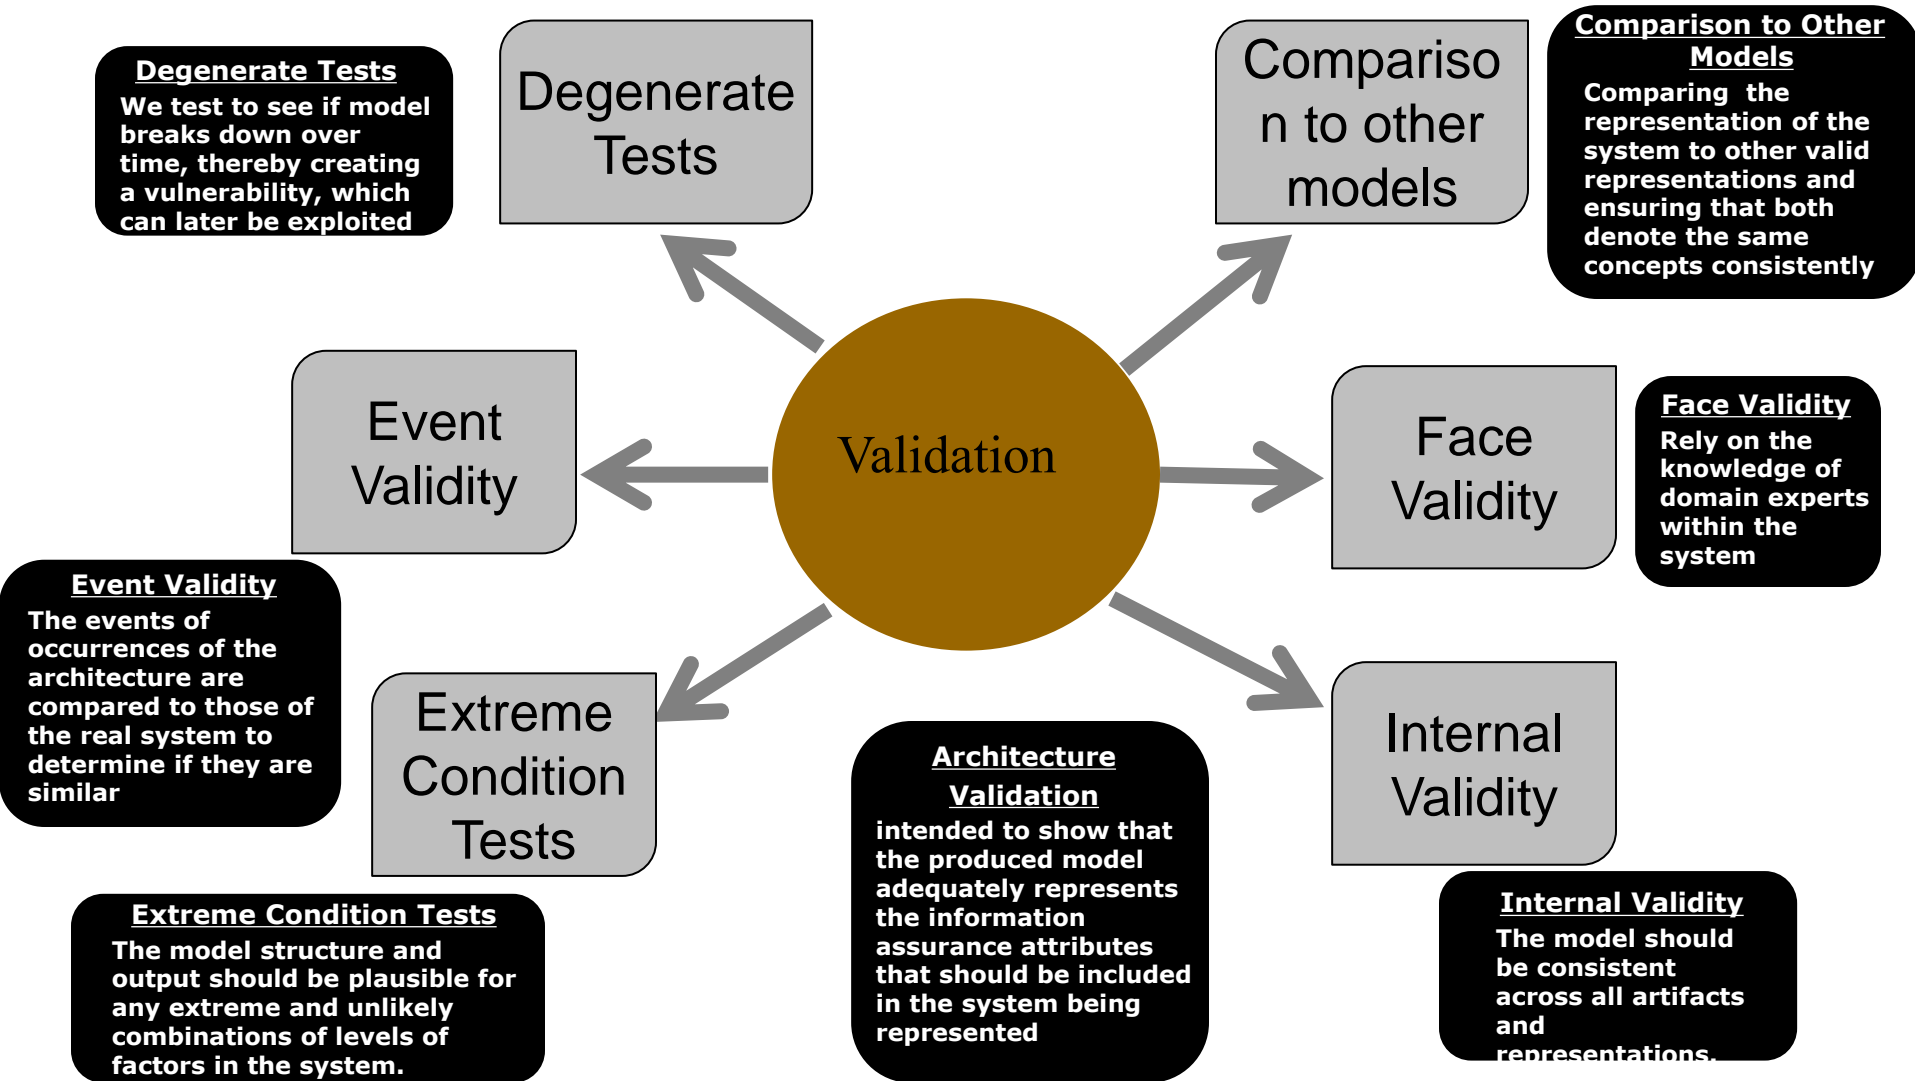 Degenerate Tests
We test to see if model
breaks down over
time, thereby creating
a vulnerability, which
can later be exploited
Degenerate
Tests
Compariso
n to other
models
Comparison to Other
Models
Comparing  the
representation of the
system to other valid
representations and
ensuring that both
denote the same
concepts consistently
Event
Validity
Validation
Face
Validity
Face Validity
Rely on the
knowledge of
domain experts
within the
system
Event Validity
The events of
occurrences of the
architecture are
compared to those of
the real system to
determine if they are
similar
Extreme
Condition
Tests
Architecture
Validation
intended to show that
the produced model
adequately represents
the information
assurance attributes
that should be included
in the system being
represented
Internal
Validity
Extreme Condition Tests
The model structure and
output should be plausible for
any extreme and unlikely
combinations of levels of
factors in the system.
Internal Validity
The model should
be consistent
across all artifacts
and
representations.